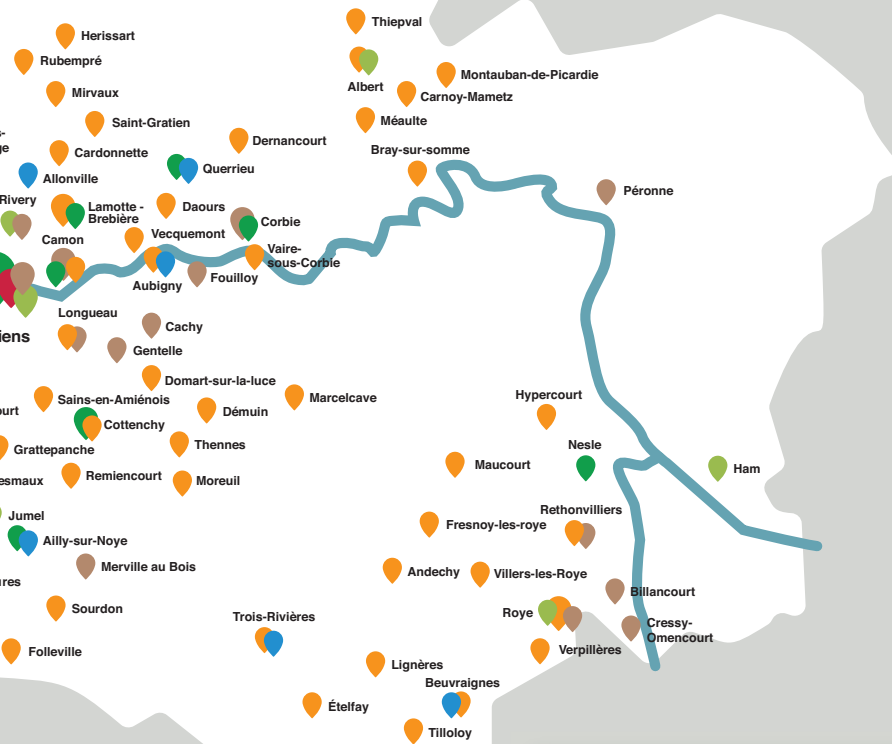 Thiepval
Herissart
Rubempré
Montauban-de-Picardie
Albert
Mirvaux
Carnoy-Mametz
Saint-Gratien
Méaulte
s-
ge
Dernancourt
Cardonnette
Bray-sur-somme
Querrieu
Allonville
Péronne
Rivery
Lamotte -
Brebière
Daours
Corbie
Camon
Vecquemont
Vaire-
sous-Corbie
Fouilloy
Aubigny
Longueau
Cachy
iens
Gentelle
Domart-sur-la-luce
Hypercourt
Marcelcave
Sains-en-Amiénois
ourt
Démuin
Cottenchy
Thennes
Nesle
Grattepanche
Maucourt
Ham
esmaux
Remiencourt
Moreuil
Rethonvilliers
Jumel
Fresnoy-les-roye
Ailly-sur-Noye
Merville au Bois
Andechy
Villers-les-Roye
ures
Billancourt
Sourdon
Roye
Trois-Rivières
Cressy-
Omencourt
Folleville
Verpillères
Lignères
Beuvraignes
Ételfay
Tilloloy